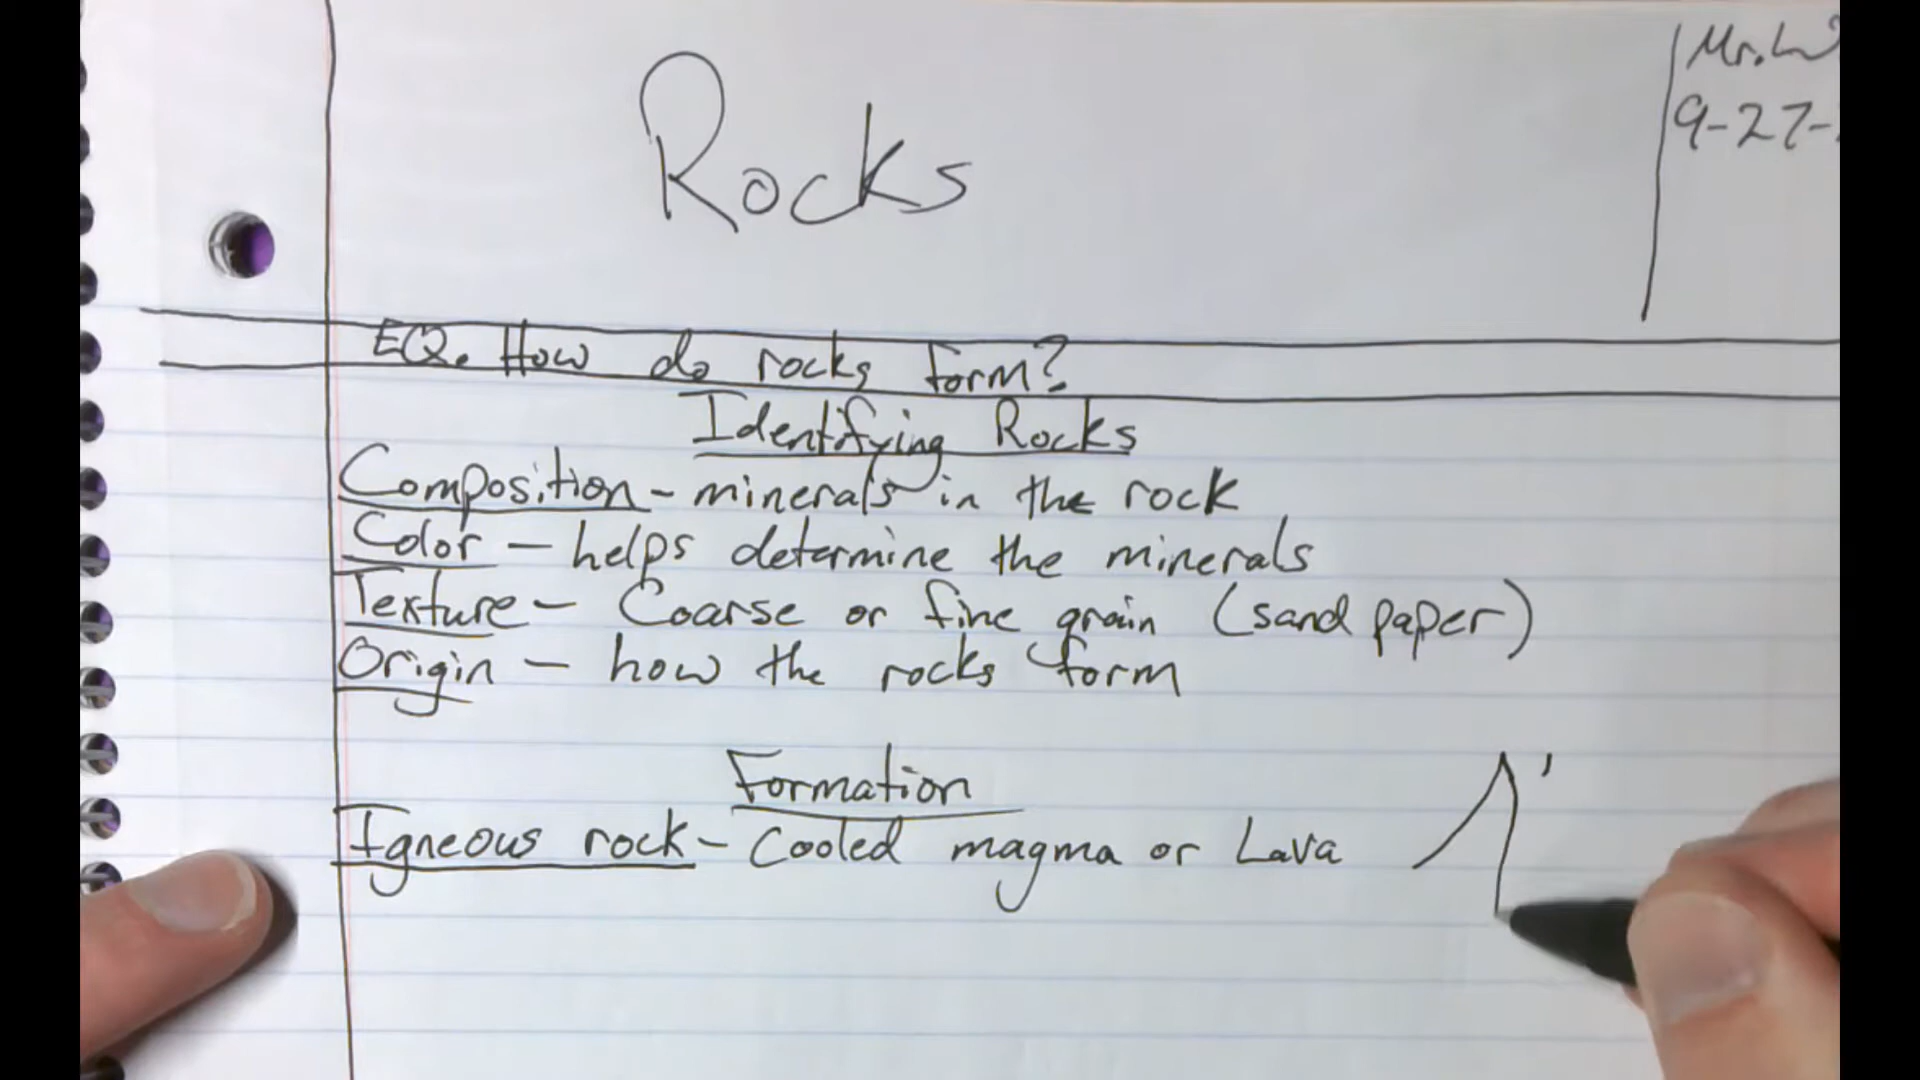 Rocks
Mr. W
9-27-
EQ. How do rocks form?
Identifying Rocks
Composition - minerals in the rock
Color - helps determine the minerals
Texture - Coarse or fine grain (sand paper)
Origin - how the rocks form
Formation
Igneous rock - Cooled magma or Lava